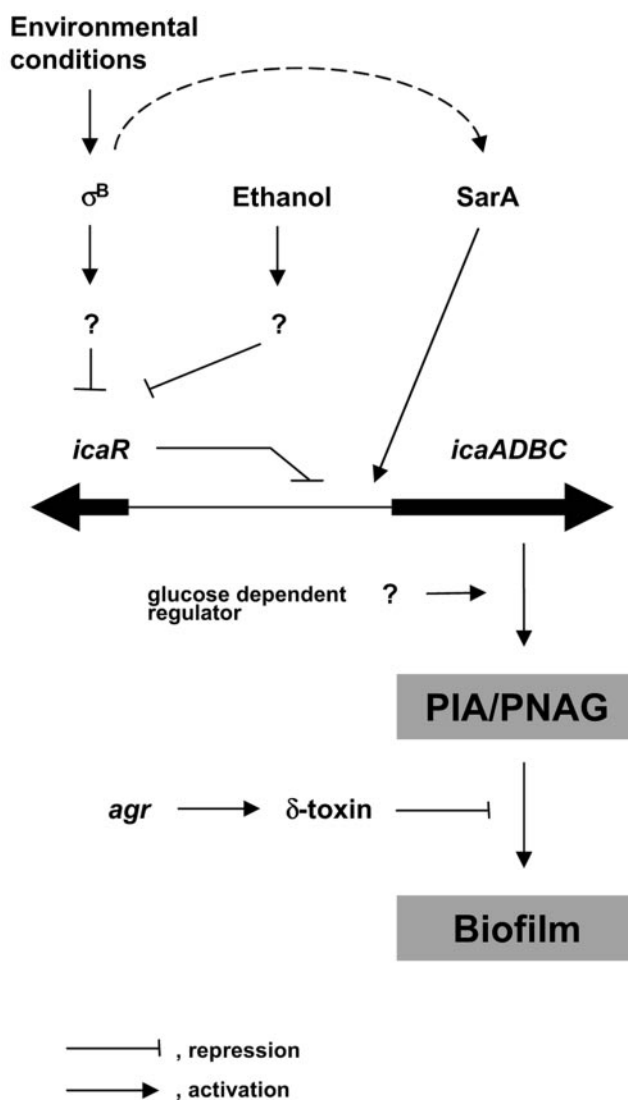 Environmental
conditions
σB Ethanol SarA
? ?
icaR icaADBC
glucose dependent ?
regulator
PIA/PNAG
agr δ-toxin
Biofilm
, repression
, activation